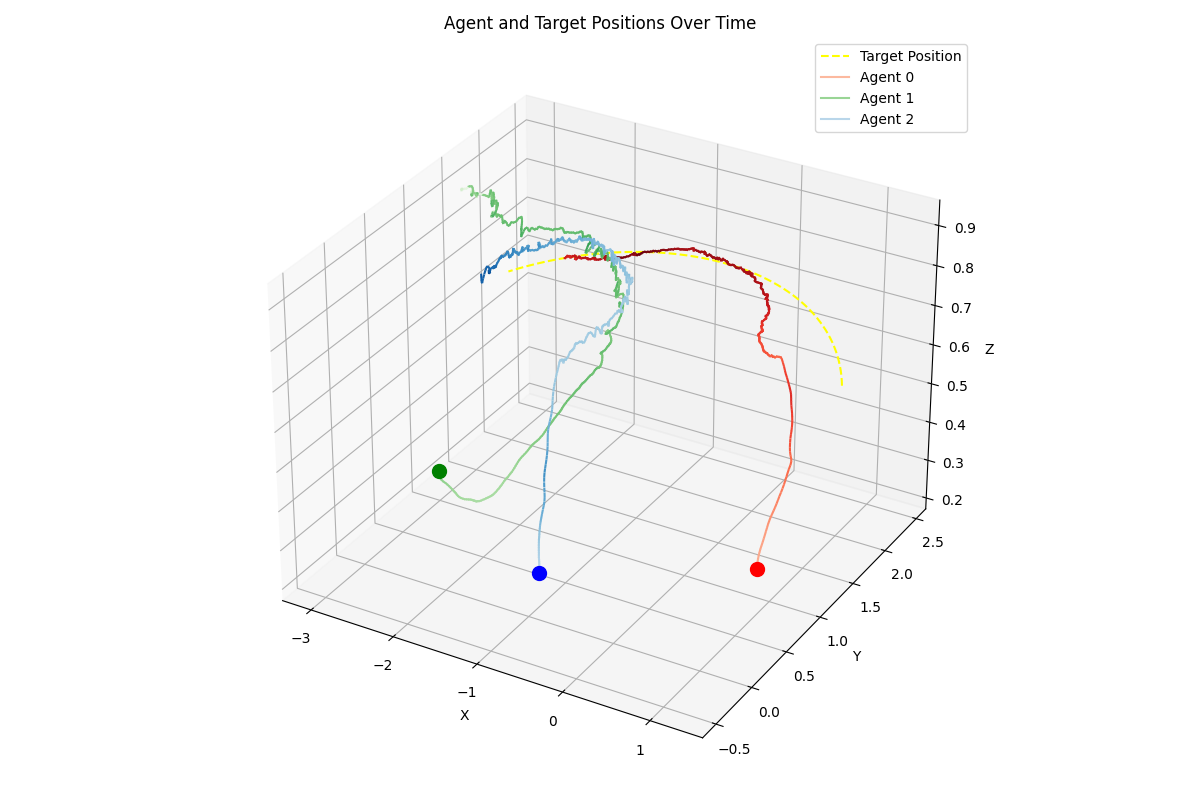 Agent and Target Positions Over Time
Target Position
Agent 0
Agent 1
Agent 2
0.9
0.8
0.7
0.6
Z
0.5
0.4
0.3
0.2
2.5
2.0
1.5
1.0
Y
0.5
0.0
−0.5
−3
−2
−1
X
0
1